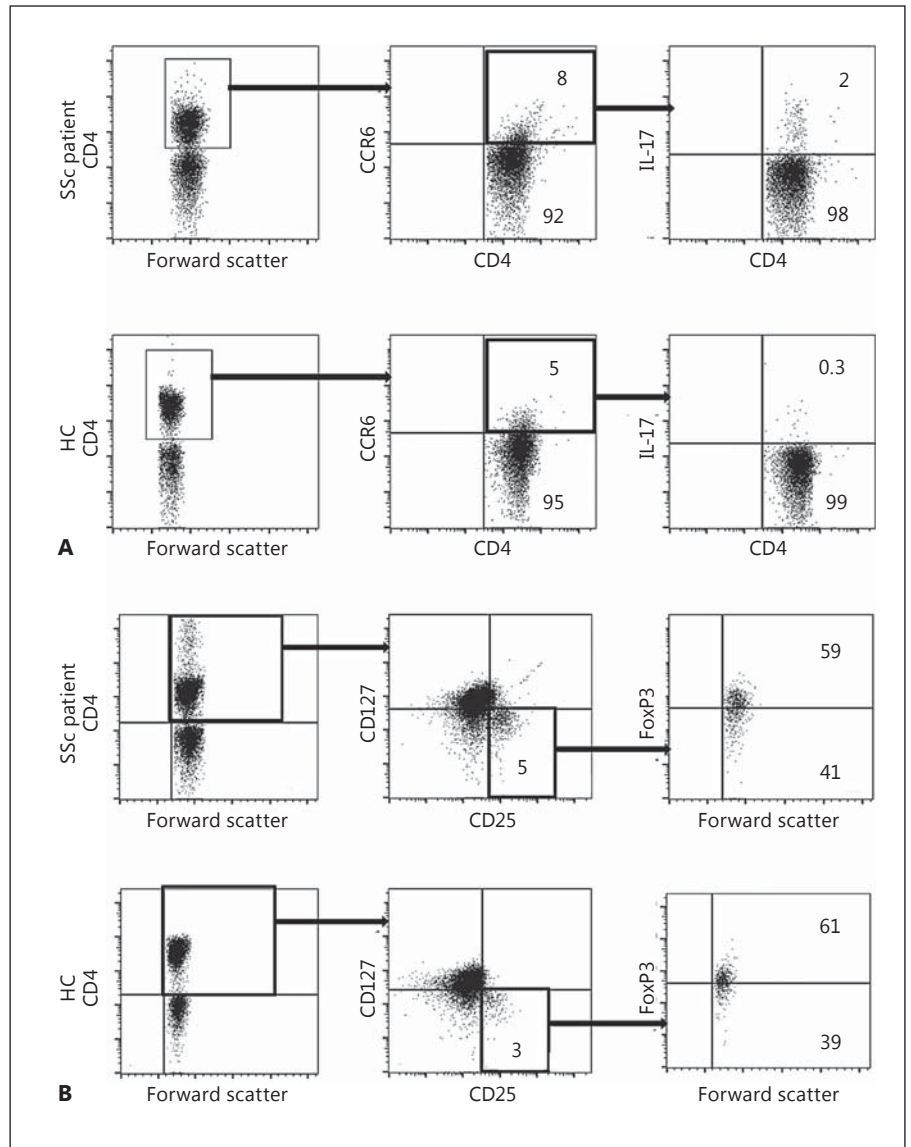 SSc patient
CD4
Forward scatter
CCR6
8
92
CD4
IL-17
2
98
CD4
HC
CD4
Forward scatter
CCR6
5
95
CD4
IL-17
0.3
99
CD4
A
SSc patient
CD4
Forward scatter
CD127
5
CD25
FoxP3
59
41
Forward scatter
HC
CD4
Forward scatter
CD127
3
CD25
FoxP3
61
39
Forward scatter
B